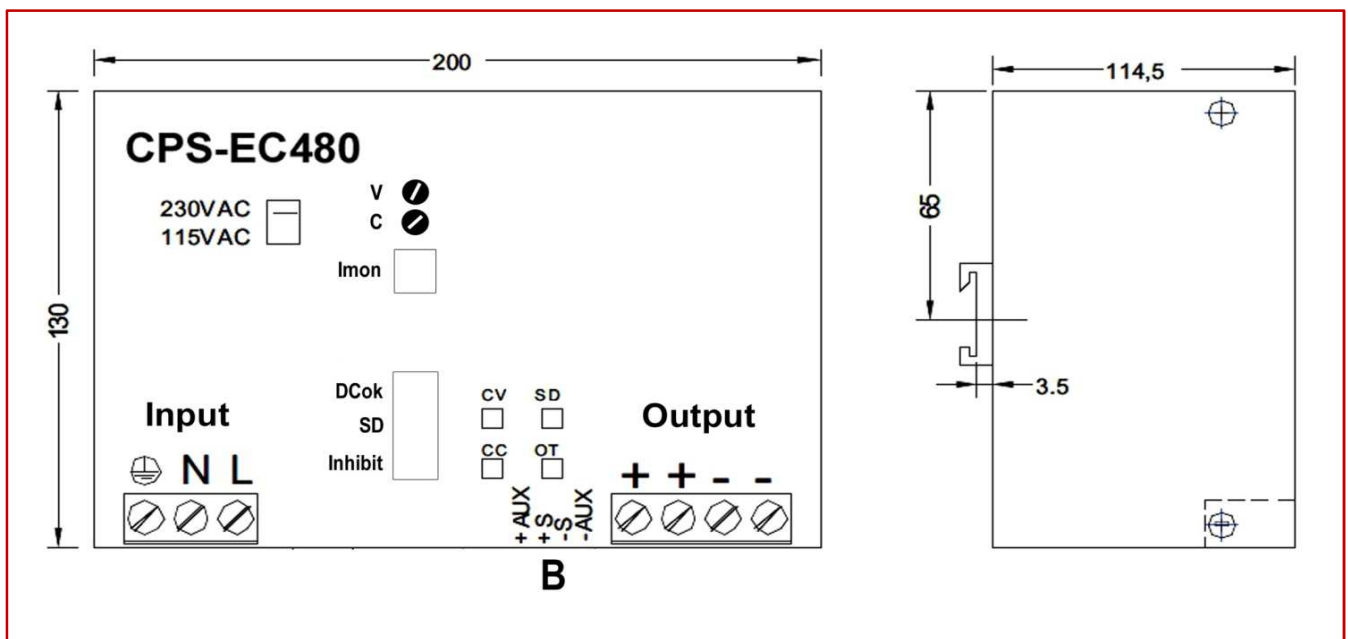 200
114,5
CPS-EC480
V
230VAC
C
115VAC
65
Imon
130
3.5
DCok
CV SD
Input
SD
Output
Inhibit
CC OT
N L
+ + - -
+AUX
+S
-S
-AUX
B